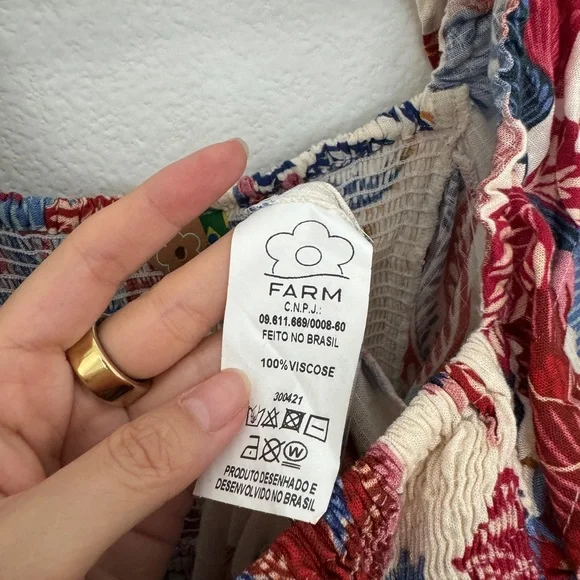 FARM
C.N.P.J.:
09.611.669/0008-60
FEITO NO BRASIL
100%VISCOSE
300421
W
PRODUTO DESENHADO E
DESENVOLVIDO NO BRASIL